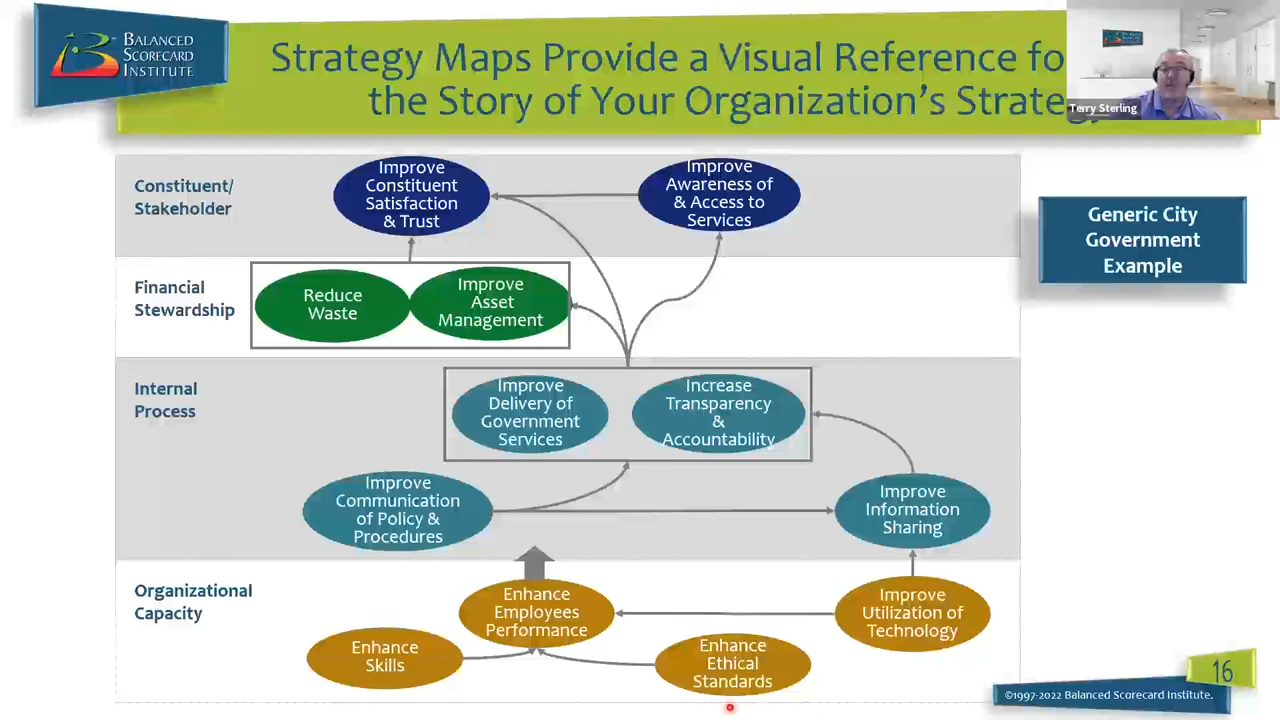 BALANCED
SCORECARD
INSTITUTE
Strategy Maps Provide a Visual Reference fo
the Story of Your Organization's Strategy
Terry Sterling
Constituent/
Stakeholder
Improve
Constituent
Satisfaction
& Trust
Improve
Awareness of
& Access to
Services
Generic City
Government
Example
Financial
Stewardship
Reduce
Waste
Improve
Asset
Management
Internal
Process
Improve
Delivery of
Government
Services
Increase
Transparency
&
Accountability
Improve
Communication
of Policy &
Procedures
Improve
Information
Sharing
Organizational
Capacity
Enhance
Employees
Performance
Improve
Utilization of
Technology
Enhance
Skills
Enhance
Ethical
Standards
16
©1997-2022 Balanced Scorecard Institute.